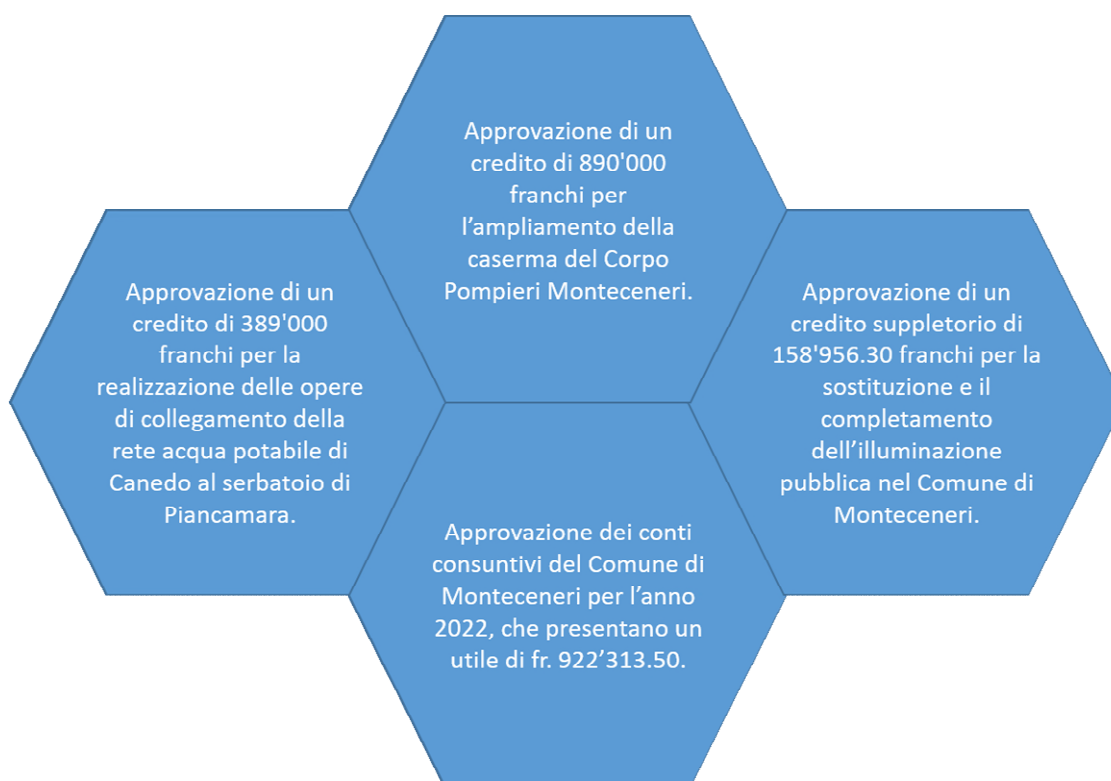 Approvazione di un
credito di 890'000
franchi per
l’ampliamento della
caserma del Corpo
Pompieri Monteceneri.
Approvazione di un
credito di 389'000
franchi per la
realizzazione delle opere
di collegamento della
rete acqua potabile di
Canedo al serbatoio di
Piancamara.
Approvazione di un
credito suppletorio di
158'956.30 franchi per la
sostituzione e il
completamento
dell’illuminazione
pubblica nel Comune di
Monteceneri.
Approvazione dei conti
consuntivi del Comune di
Monteceneri per l’anno
2022, che presentano un
utile di fr. 922’313.50.